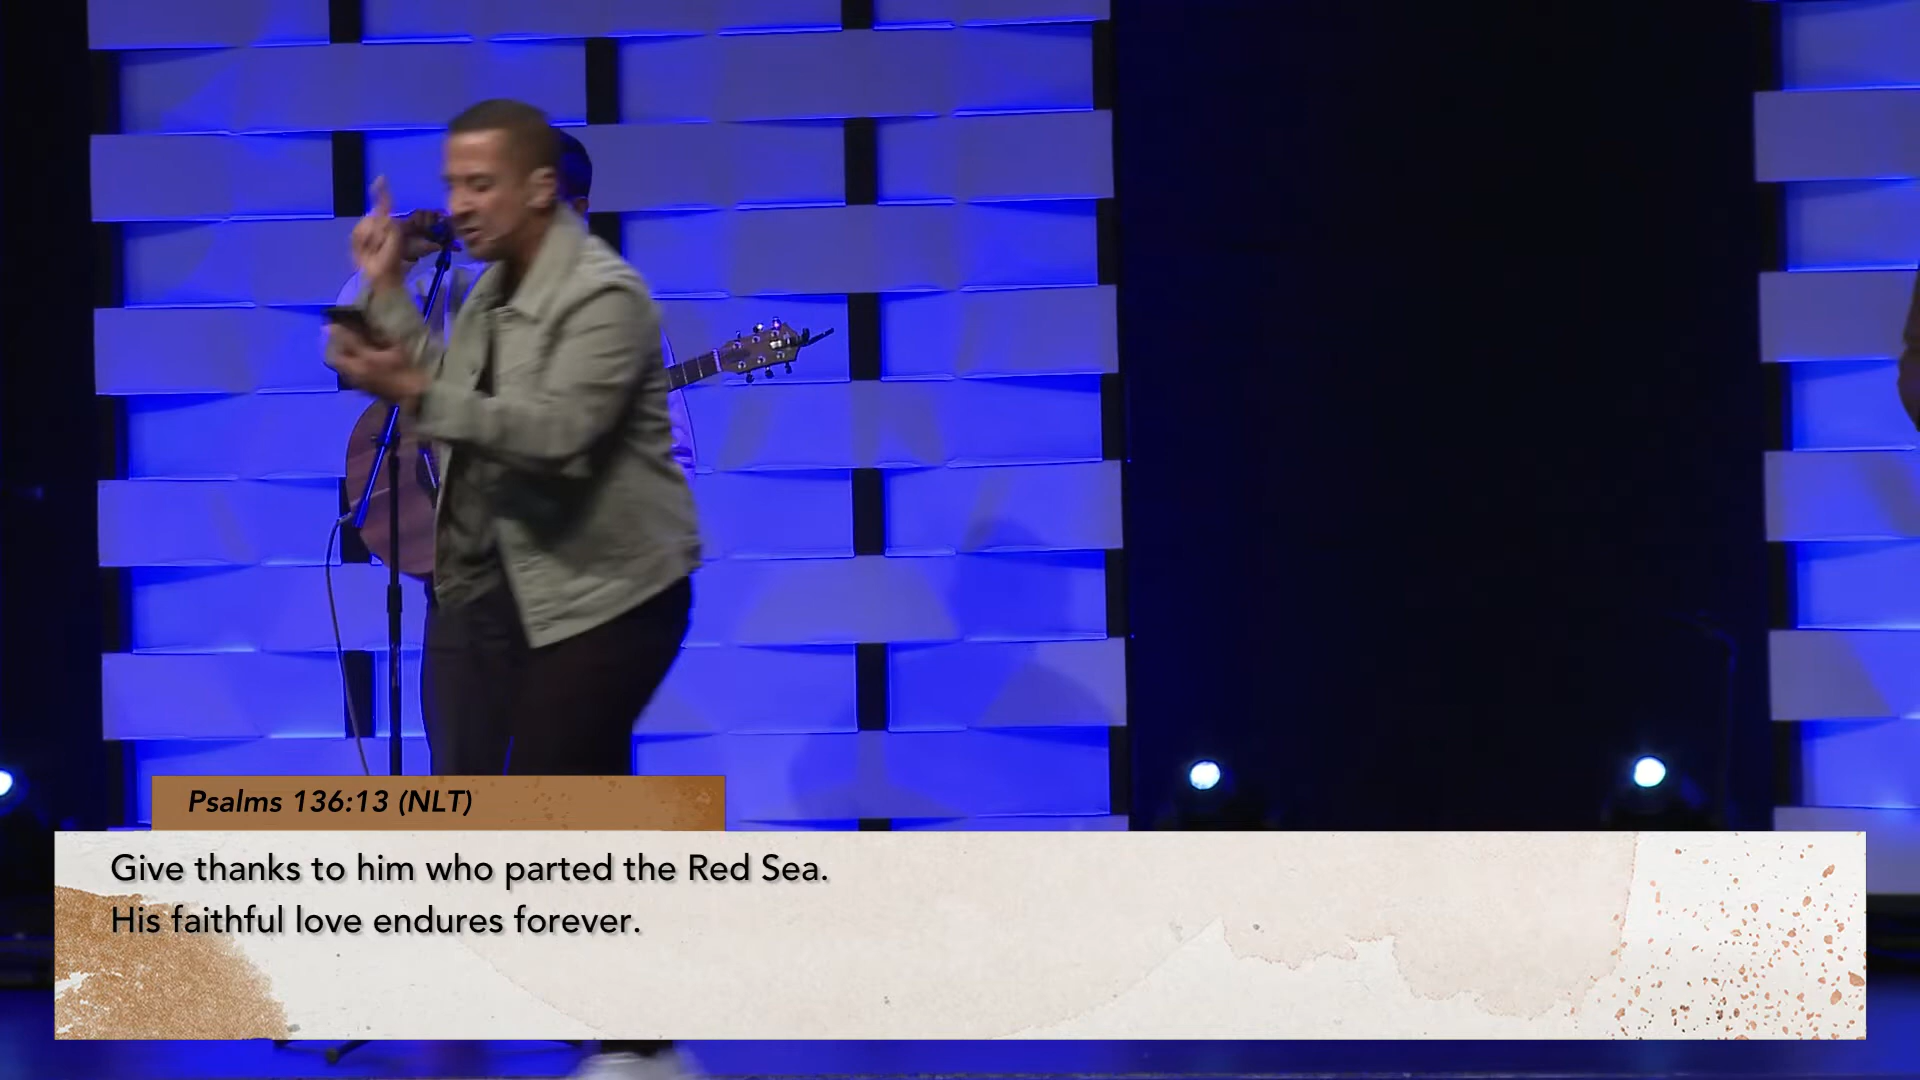 Psalms 136:13 (NLT)
Give thanks to him who parted the Red Sea.
His faithful love endures forever.